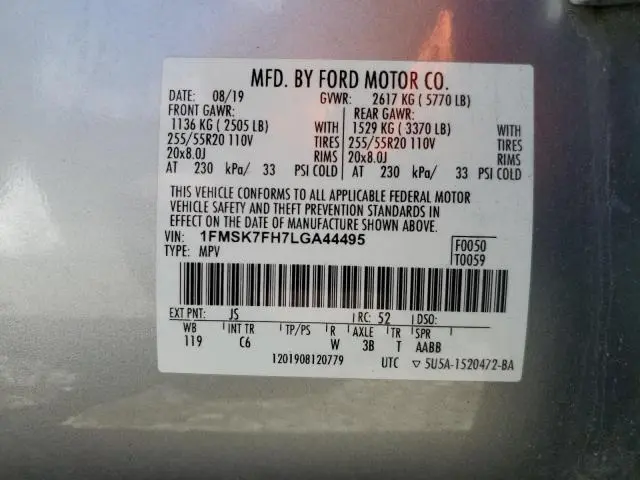 MFD. BY FORD MOTOR CO.
DATE: 08/19 GVWR: 2617 KG ( 5770 LB)
FRONT GAWR: REAR GAWR:
1136 KG ( 2505 LB) WITH 1529 KG ( 3370 LB) WITH
255/55R20 110V TIRES 255/55R20 110V TIRES
20x8.0J RIMS 20x8.0J RIMS
AT 230 kPa/ 33 PSI COLD AT 230 kPa/ 33 PSI COLD
THIS VEHICLE CONFORMS TO ALL APPLICABLE FEDERAL MOTOR
VEHICLE SAFETY AND THEFT PREVENTION STANDARDS IN
EFFECT ON THE DATE OF MANUFACTURE SHOWN ABOVE.
VIN: 1FMSK7FH7LGA44495 F0050
TYPE: MPV T0059
EXT PNT: JS RC: 52 DSO:
WB INT TR TP/PS R AXLE TR SPR
119 C6 W 3B T AABB
1201908120779 UTC ▽ 5U5A-1520472-BA